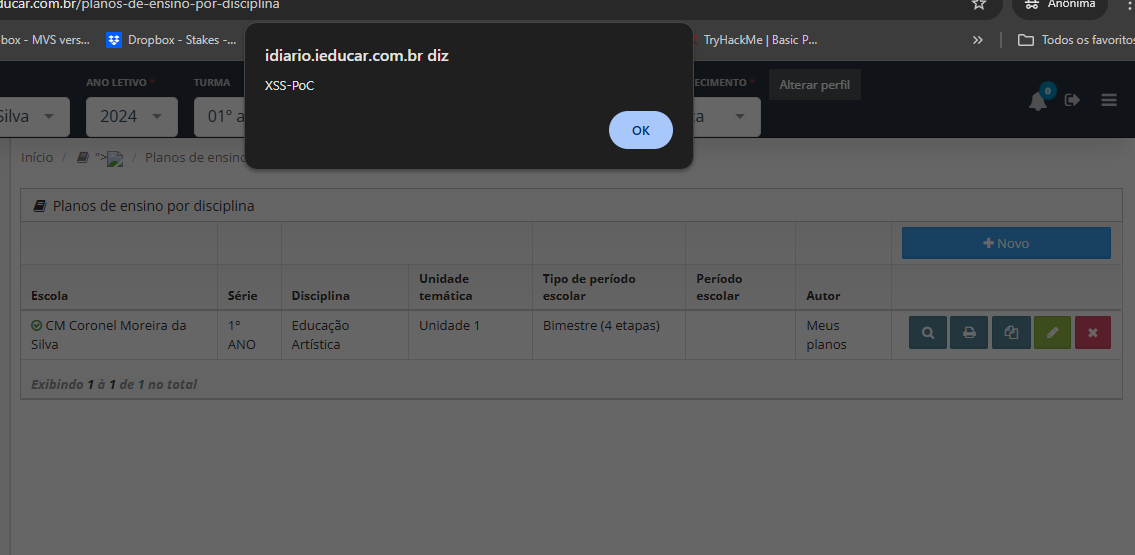 ducar.com.br/planos-de-ensino-por-disciplina
Anônima
box - MVS vers...
Dropbox - Stakes -...
TryHackMe | Basic P...
»
Todos os favoritos
idiario.ieducar.com.br diz
XSS-PoC
OK
ANO LETIVO *
TURMA
ECIMENTO *
Alterar perfil
Silva
2024
01º a
ca
0
Início / "> / Planos de ensino
Planos de ensino por disciplina
+ Novo
Escola
Série
Disciplina
Unidade temática
Tipo de período escolar
Período escolar
Autor
CM Coronel Moreira da Silva
1º ANO
Educação Artística
Unidade 1
Bimestre (4 etapas)
Meus planos
Exibindo 1 à 1 de 1 no total